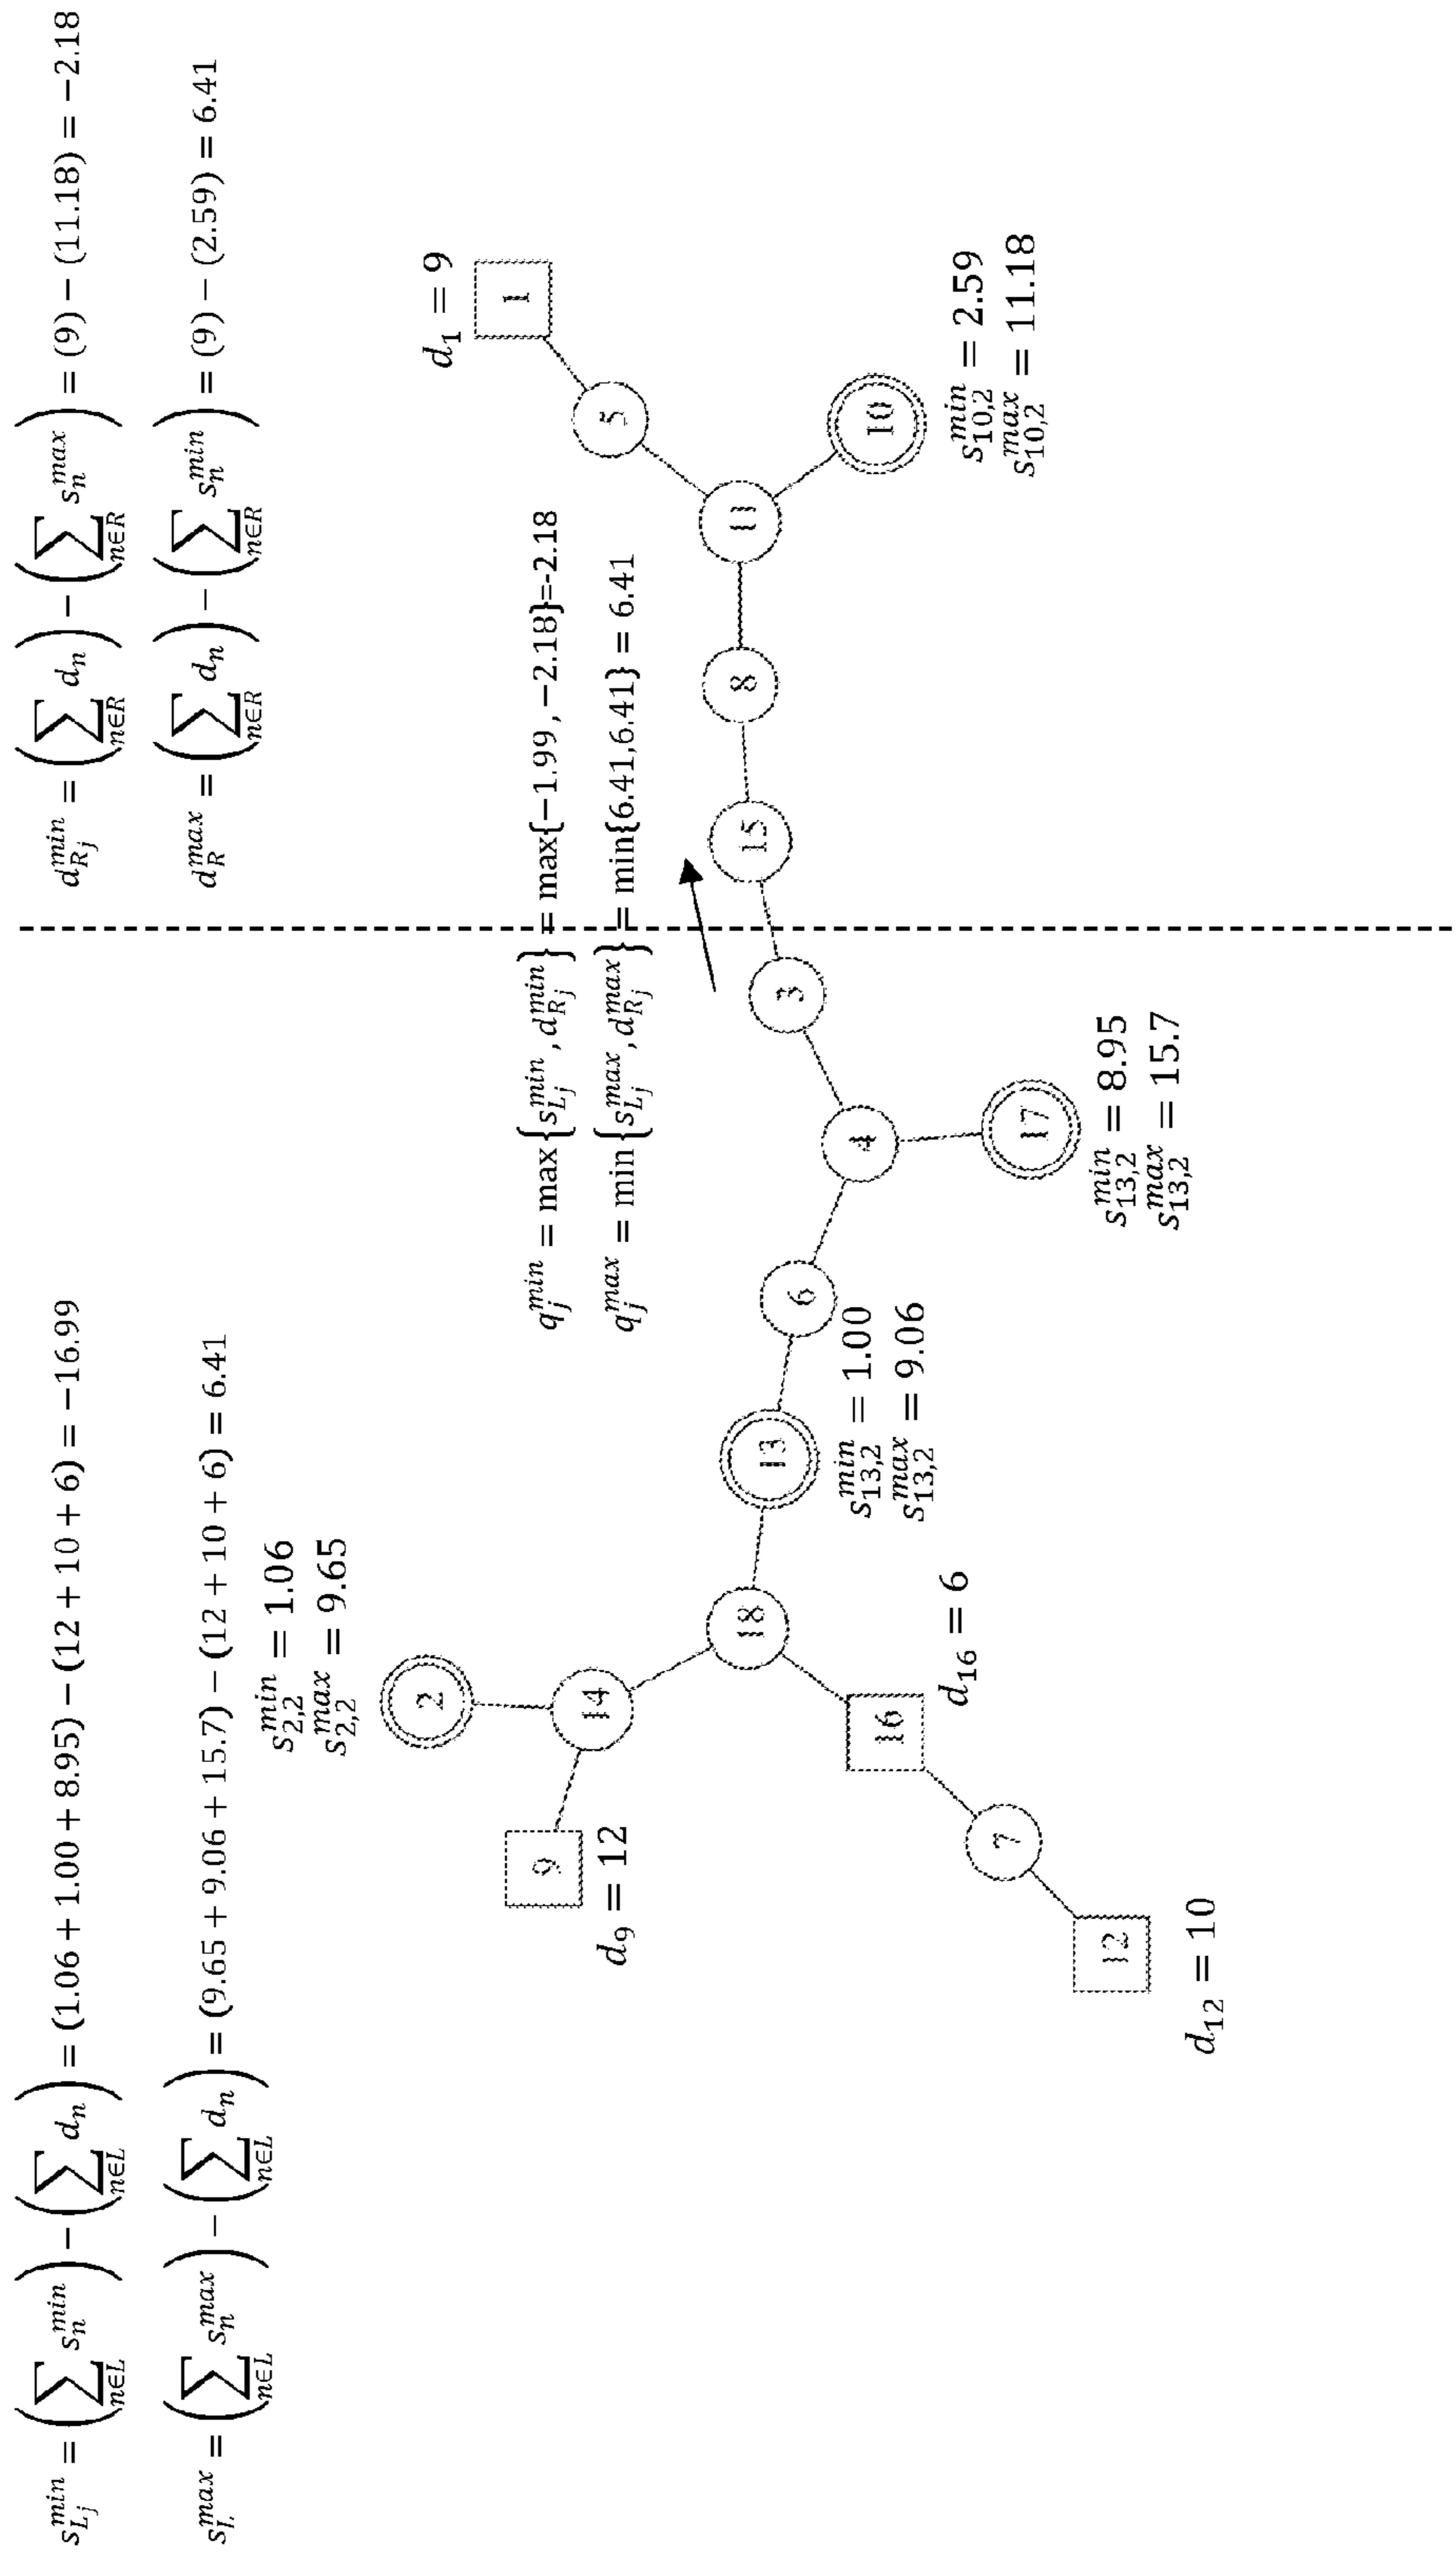 s_{L_j}^{min} = (∑_{n∈L} s_n^{min}) − (∑_{n∈L} d_n) = (1.06 + 1.00 + 8.95) − (12 + 10 + 6) = −16.99
s_L^{max} = (∑_{n∈L} s_n^{max}) − (∑_{n∈L} d_n) = (9.65 + 9.06 + 15.7) − (12 + 10 + 6) = 6.41
d_{R_j}^{min} = (∑_{n∈R} d_n) − (∑_{n∈R} s_n^{max}) = (9) − (11.18) = −2.18
d_R^{max} = (∑_{n∈R} d_n) − (∑_{n∈R} s_n^{min}) = (9) − (2.59) = 6.41
s_{2,2}^{min} = 1.06
s_{2,2}^{max} = 9.65
2
9
d_9 = 12
14
18
16
d_{16} = 6
7
12
d_{12} = 10
13
s_{13,2}^{min} = 1.00
s_{13,2}^{max} = 9.06
6
4
17
s_{13,2}^{min} = 8.95
s_{13,2}^{max} = 15.7
3
q_j^{min} = max{s_{L_j}^{min}, d_{R_j}^{min}} = max{−1.99, −2.18}=-2.18
q_j^{max} = min{s_{L_j}^{max}, d_{R_j}^{max}} = min{6.41,6.41} = 6.41
15
8
11
5
d_1 = 9
1
10
s_{10,2}^{min} = 2.59
s_{10,2}^{max} = 11.18